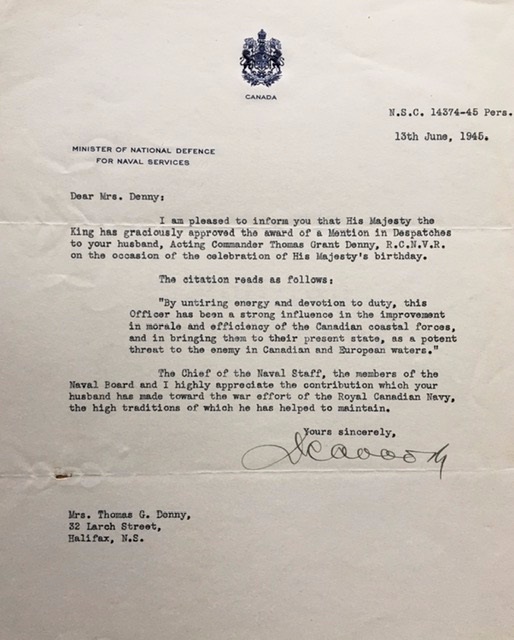 CANADA
N.S.C. 14374-45 Pers.
13th June, 1945.
MINISTER OF NATIONAL DEFENCE
FOR NAVAL SERVICES
Dear Mrs. Denny:
I am pleased to inform you that His Majesty the
King has graciously approved the award of a Mention in Despatches
to your husband, Acting Commander Thomas Grant Denny, R.C.N.V.R.
on the occasion of the celebration of His Majesty's birthday.
The citation reads as follows:
"By untiring energy and devotion to duty, this
Officer has been a strong influence in the improvement
in morale and efficiency of the Canadian coastal forces,
and in bringing them to their present state, as a potent
threat to the enemy in Canadian and European waters."
The Chief of the Naval Staff, the members of the
Naval Board and I highly appreciate the contribution which your
husband has made toward the war effort of the Royal Canadian Navy,
the high traditions of which he has helped to maintain.
Yours sincerely,
Mrs. Thomas G. Denny,
32 Larch Street,
Halifax, N.S.